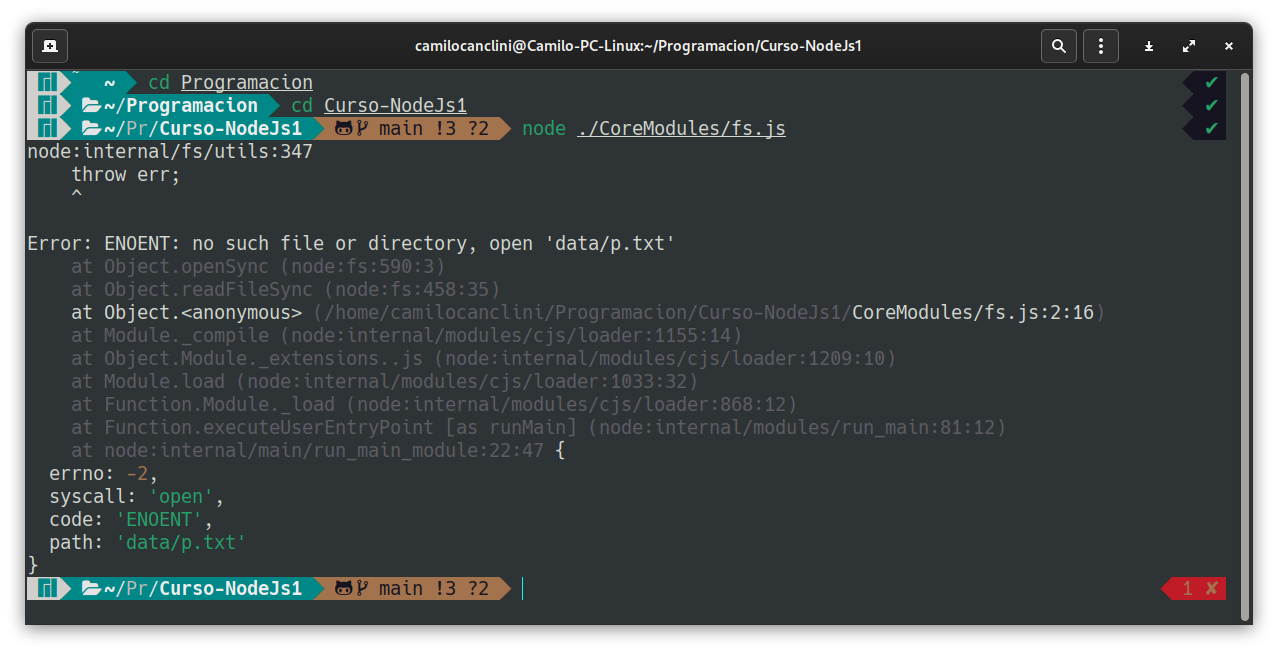 camilocanclini@Camilo-PC-Linux:~/Programacion/Curso-NodeJs1
~ cd Programacion ✔
~/Programacion cd Curso-NodeJs1 ✔
~/Pr/Curso-NodeJs1 main !3 ?2 node ./CoreModules/fs.js ✔
node:internal/fs/utils:347
    throw err;
    ^

Error: ENOENT: no such file or directory, open 'data/p.txt'
    at Object.openSync (node:fs:590:3)
    at Object.readFileSync (node:fs:458:35)
    at Object.<anonymous> (/home/camilocanclini/Programacion/Curso-NodeJs1/CoreModules/fs.js:2:16)
    at Module._compile (node:internal/modules/cjs/loader:1155:14)
    at Object.Module._extensions..js (node:internal/modules/cjs/loader:1209:10)
    at Module.load (node:internal/modules/cjs/loader:1033:32)
    at Function.Module._load (node:internal/modules/cjs/loader:868:12)
    at Function.executeUserEntryPoint [as runMain] (node:internal/modules/run_main:81:12)
    at node:internal/main/run_main_module:22:47 {
  errno: -2,
  syscall: 'open',
  code: 'ENOENT',
  path: 'data/p.txt'
}
~/Pr/Curso-NodeJs1 main !3 ?2 1 ✘